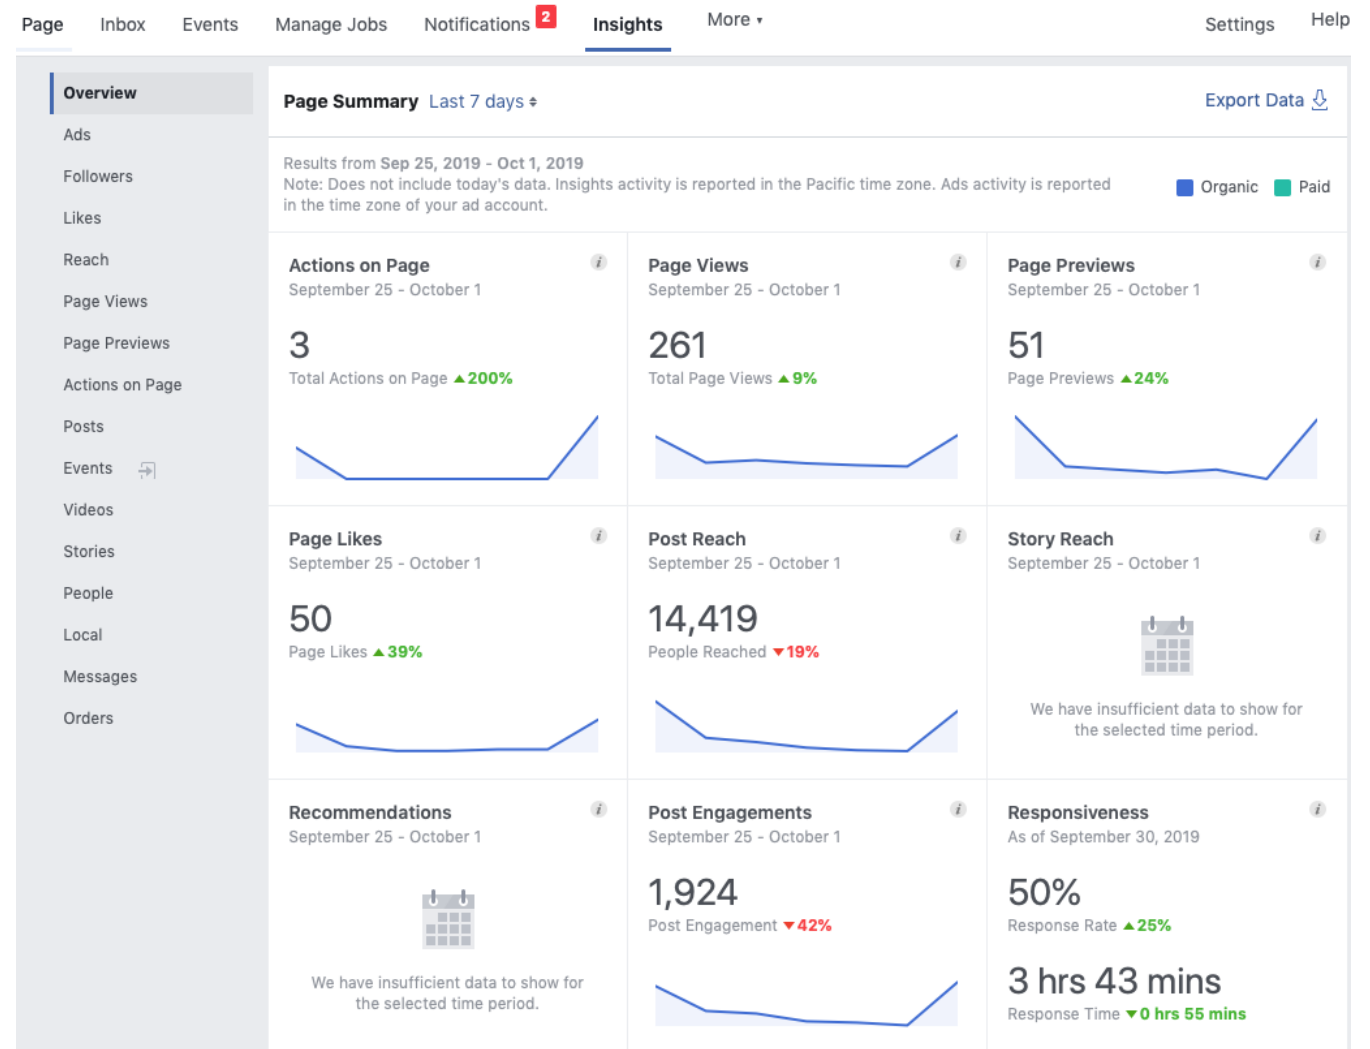 Page Inbox Events Manage Jobs Notifications 2 Insights More ▾ Settings Help
Overview
Ads
Followers
Likes
Reach
Page Views
Page Previews
Actions on Page
Posts
Events
Videos
Stories
People
Local
Messages
Orders
Page Summary Last 7 days
Export Data
Results from Sep 25, 2019 - Oct 1, 2019
Note: Does not include today's data. Insights activity is reported in the Pacific time zone. Ads activity is reported
in the time zone of your ad account.
Organic Paid
Actions on Page
September 25 - October 1
3
Total Actions on Page ▲200%
Page Views
September 25 - October 1
261
Total Page Views ▲9%
Page Previews
September 25 - October 1
51
Page Previews ▲24%
Page Likes
September 25 - October 1
50
Page Likes ▲39%
Post Reach
September 25 - October 1
14,419
People Reached ▼19%
Story Reach
September 25 - October 1
We have insufficient data to show for
the selected time period.
Recommendations
September 25 - October 1
We have insufficient data to show for
the selected time period.
Post Engagements
September 25 - October 1
1,924
Post Engagement ▼42%
Responsiveness
As of September 30, 2019
50%
Response Rate ▲25%
3 hrs 43 mins
Response Time ▼0 hrs 55 mins